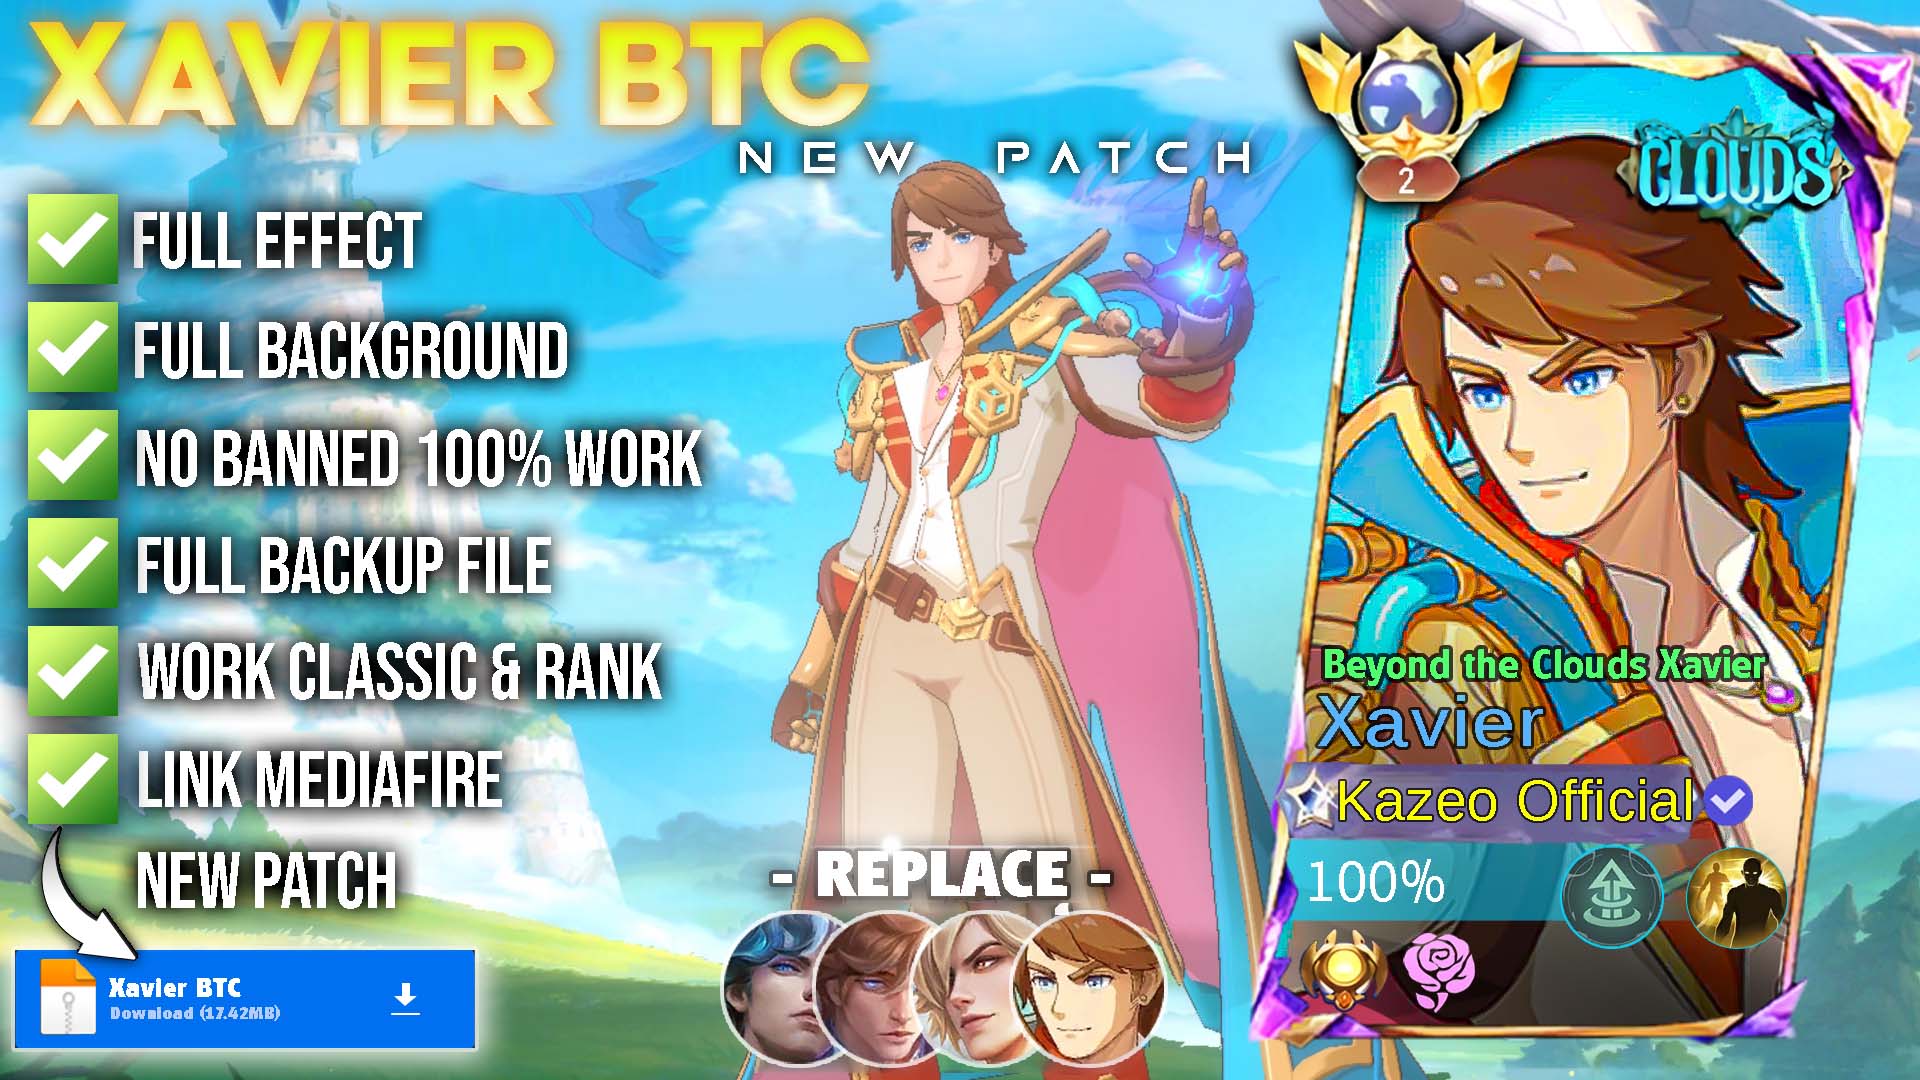 XAVIER BTC
NEW PATCH
FULL EFFECT
FULL BACKGROUND
NO BANNED 100% WORK
FULL BACKUP FILE
WORK CLASSIC & RANK
LINK MEDIAFIRE
NEW PATCH
Xavier BTC
Download (17.42MB)
- REPLACE -
2
CLOUDS
Beyond the Clouds Xavier
Xavier
Kazeo Official
100%